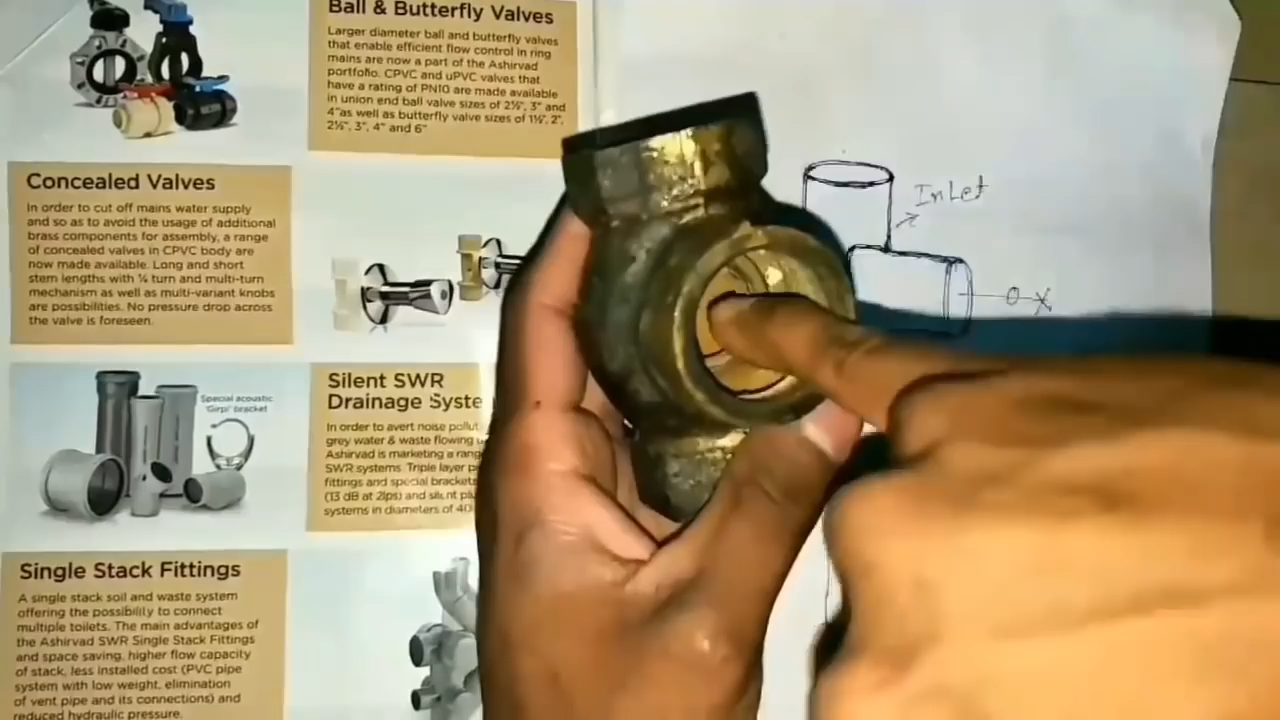 Ball & Butterfly Valves
Larger diameter ball and butterfly valves
that enable efficient flow control in ring
mains are now a part of the Ashirvad
portfolio. CPVC and uPVC valves that
have a rating of PN10 are made available
in union end ball valve sizes of 2½", 3" and
4"as well as butterfly valve sizes of 1½", 2",
2½", 3", 4" and 6"
Concealed Valves
In order to cut off mains water supply
and so as to avoid the usage of additional
brass components for assembly, a range
of concealed valves in CPVC body are
now made available. Long and short
stem lengths with ¼ turn and multi-turn
mechanism as well as multi-variant knobs
are possibilities. No pressure drop across
the valve is foreseen.
InLet
Special acoustic
'Girpi' bracket
Silent SWR
Drainage Syste
In order to avert noise pollut
grey water & waste flowing
Ashirvad is marketing a rang
SWR systems. Triple layer p
fittings and special brackets
(13 dB at 2lps) and silent plu
systems in diameters of 40
Single Stack Fittings
A single stack soil and waste system
offering the possibility to connect
multiple toilets. The main advantages of
the Ashirvad SWR Single Stack Fittings
and space saving, higher flow capacity
of stack, less installed cost (PVC pipe
system with low weight, elimination
of vent pipe and its connections) and
reduced hydraulic pressure.